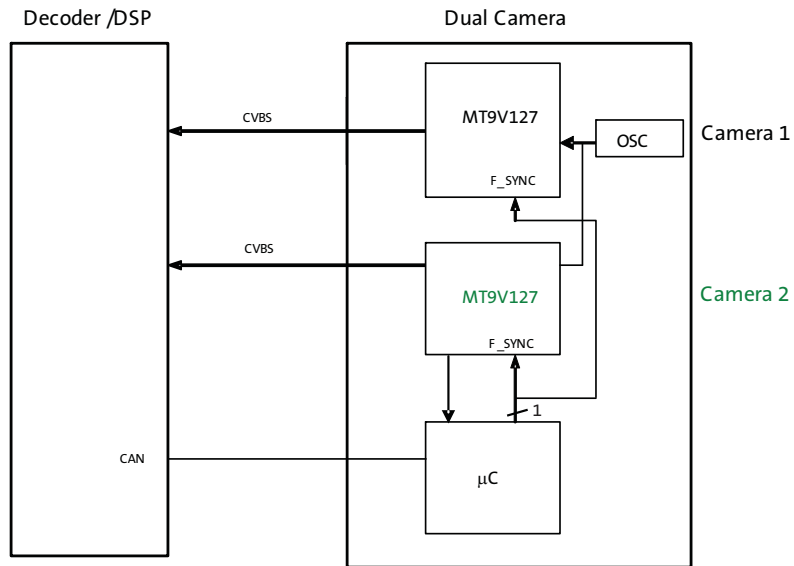 Decoder /DSP
Dual Camera
CVBS
MT9V127
OSC
Camera 1
F_SYNC
CVBS
MT9V127
Camera 2
F_SYNC
1
CAN
μC